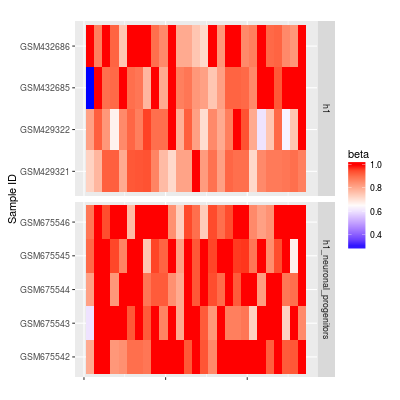 GSM432686
GSM432685
GSM429322
GSM429321
h1
GSM675546
GSM675545
GSM675544
GSM675543
GSM675542
h1_neuronal_progenitors
Sample ID
beta
1.0
0.8
0.6
0.4